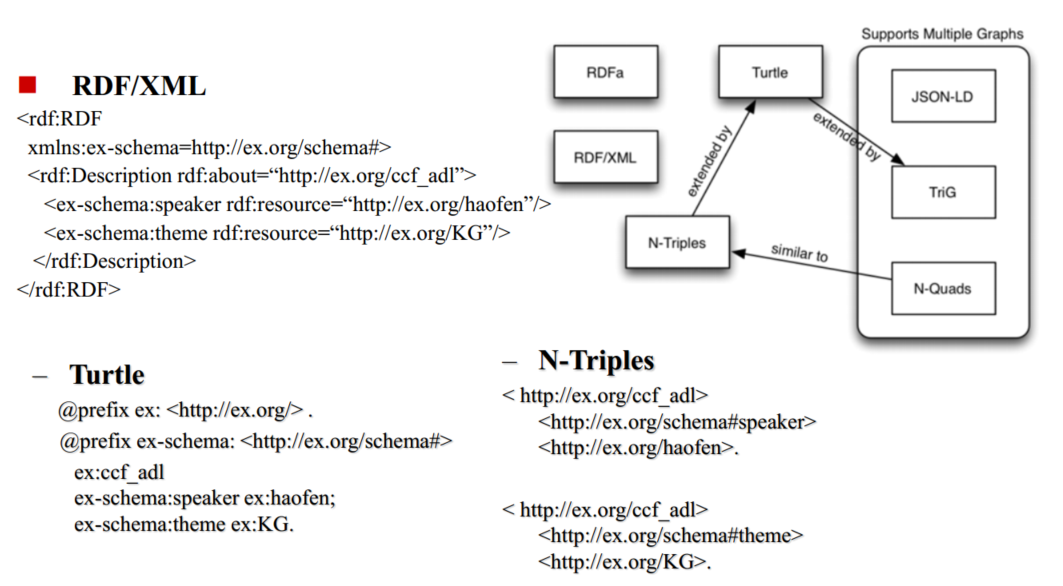 RDF/XML
<rdf:RDF
xmlns:ex-schema=http://ex.org/schema#>
<rdf:Description rdf:about=“http://ex.org/ccf_adl”>
<ex-schema:speaker rdf:resource=“http://ex.org/haofen”/>
<ex-schema:theme rdf:resource=“http://ex.org/KG”/>
</rdf:Description>
</rdf:RDF>
Supports Multiple Graphs
RDFa
Turtle
JSON-LD
extended by
RDF/XML
extended by
TriG
N-Triples
similar to
N-Quads
– Turtle
@prefix ex: <http://ex.org/> .
@prefix ex-schema: <http://ex.org/schema#>
ex:ccf_adl
ex-schema:speaker ex:haofen;
ex-schema:theme ex:KG.
– N-Triples
< http://ex.org/ccf_adl>
<http://ex.org/schema#speaker>
<http://ex.org/haofen>.
< http://ex.org/ccf_adl>
<http://ex.org/schema#theme>
<http://ex.org/KG>.